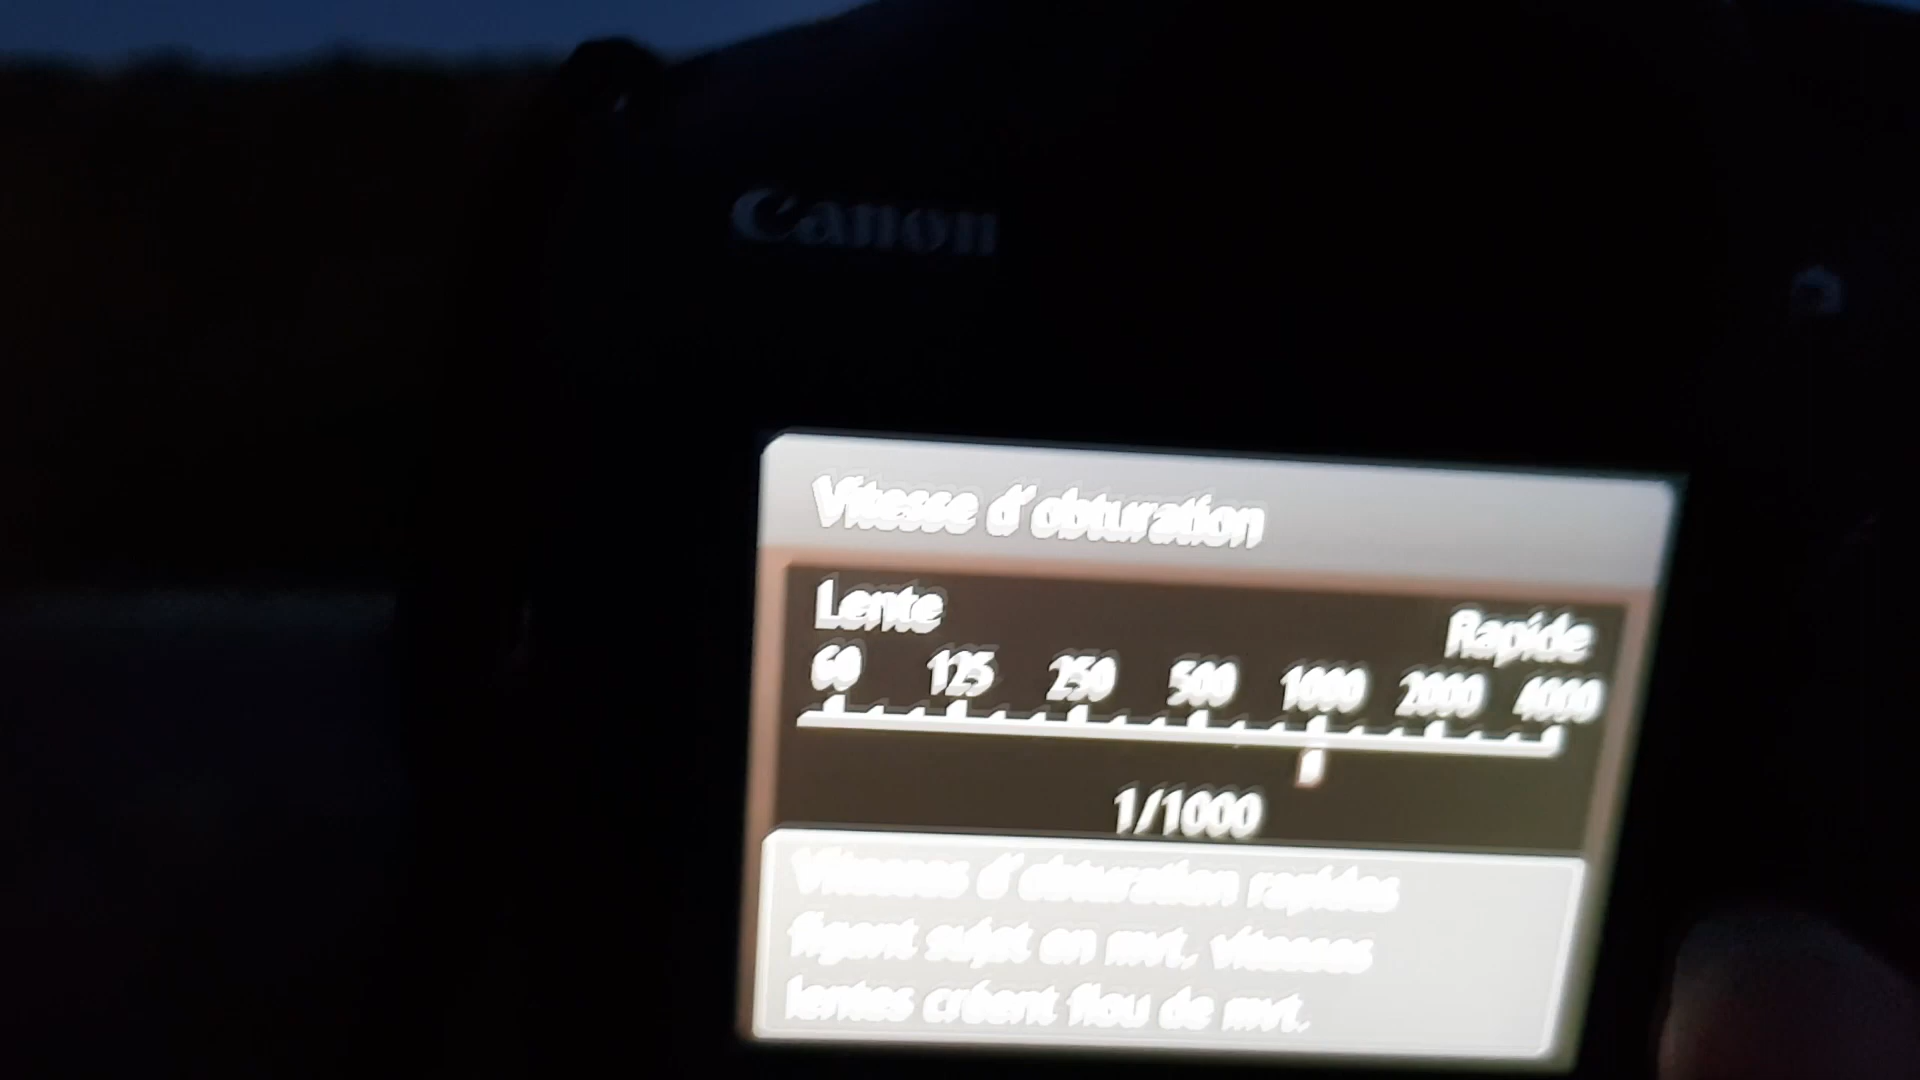 Canon
Vitesse d'obturation
Lente Rapide
60 125 250 500 1000 2000 4000
1/1000
Vitesses d'obturation rapides
figent sujet en mvt, vitesses
lentes créent flou de mvt.